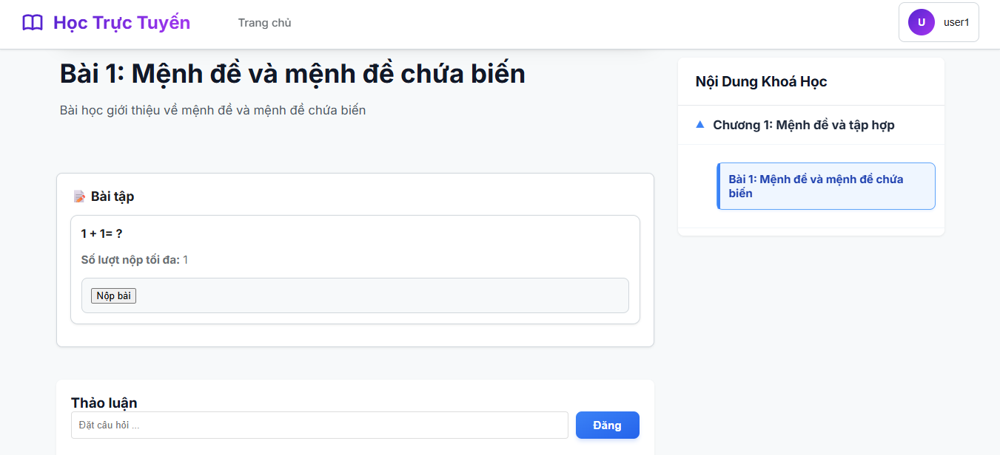 Học Trực Tuyến
Trang chủ
U
user1
Bài 1: Mệnh đề và mệnh đề chứa biến
Bài học giới thiệu về mệnh đề và mệnh đề chứa biến
Bài tập
1 + 1= ?
Số lượt nộp tối đa: 1
Nộp bài
Thảo luận
Đặt câu hỏi ...
Đăng
Nội Dung Khoá Học
Chương 1: Mệnh đề và tập hợp
Bài 1: Mệnh đề và mệnh đề chứa
biến